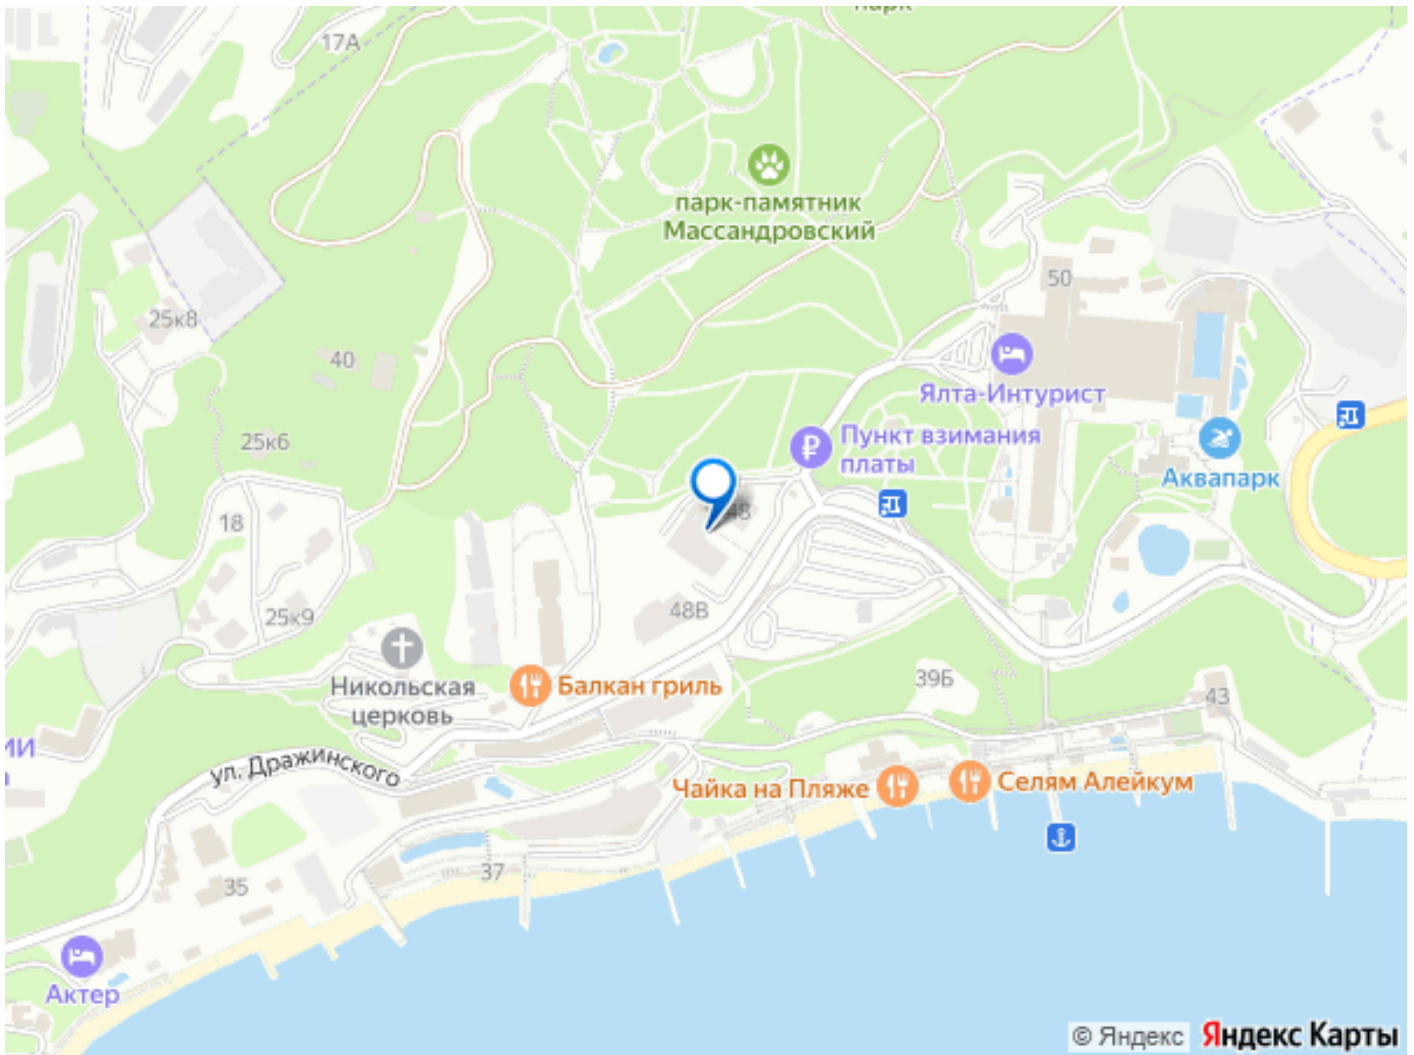 парк
17А
парк-памятник
Массандровский
50
25к8
40
Ялта-Интурист
25к6
Пункт взимания
платы
Аквапарк
18
48
48В
25к9
Никольская
церковь
Балкан гриль
39Б
43
ул. Дражинского
Чайка на Пляже
Селям Алейкум
37
35
Актер
© Яндекс
Яндекс Карты